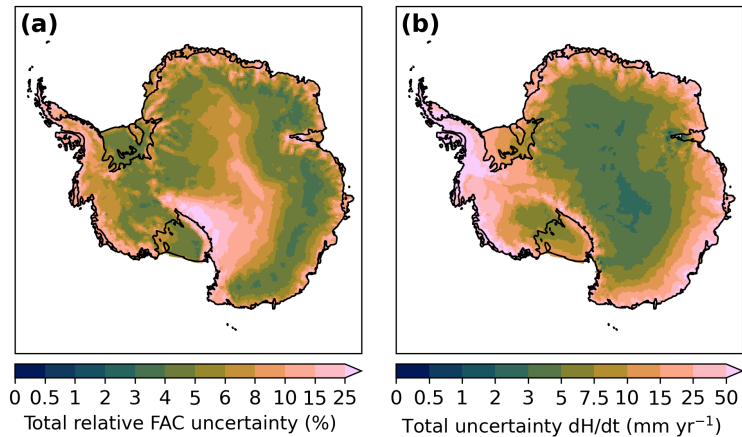 (a)
(b)
0 0.5 1 2 3 4 5 6 8 10 15 25
0 0.5 1 2 3 5 7.5 10 15 25 50
Total relative FAC uncertainty (%)
Total uncertainty dH/dt (mm yr⁻¹)